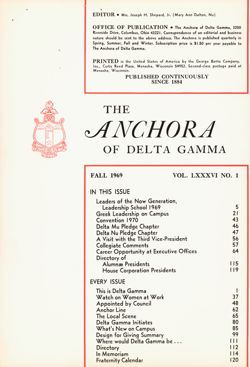 EDITOR • Mrs. Joseph H. Shepard, Jr. (Mary Ann Dalton, Nu)
OFFICE OF PUBLICATION • The Anchora of Delta Gamma, 3250
Riverside Drive, Columbus, Ohio 43221. Correspondence of an editorial and business
nature should be sent to the above address. The Anchora is published quarterly in
Spring, Summer, Fall and Winter. Subscription price is $1.50 per year payable to
The Anchora of Delta Gamma.
PRINTED in the United States of America by the George Banta Company,
Inc., Curtis Reed Plaza, Menasha, Wisconsin 54952. Second-class postage paid at
Menasha, Wisconsin.
PUBLISHED CONTINUOUSLY
SINCE 1884
THE
ANCHORA
OF DELTA GAMMA
FALL 1969 VOL. LXXXVI NO. 1
IN THIS ISSUE
Leaders of the Now Generation,
Leadership School 1969 5
Greek Leadership on Campus 21
Convention 1970 43
Delta Mu Pledge Chapter 46
Delta Nu Pledge Chapter 47
A Visit with the Third Vice-President 56
Collegiate Comments 57
Career Opportunity at Executive Offices 64
Directory of
Alumnæ Presidents 115
House Corporation Presidents 119
EVERY ISSUE
This is Delta Gamma 1
Watch on Women at Work 37
Appointed by Council 48
Anchor Line 62
The Local Scene 65
Delta Gamma Initiates 80
What's New on Campus 85
Design for Giving Summary 99
Where would Delta Gamma be . . . 111
Directory 112
In Memoriam 114
Fraternity Calendar 120